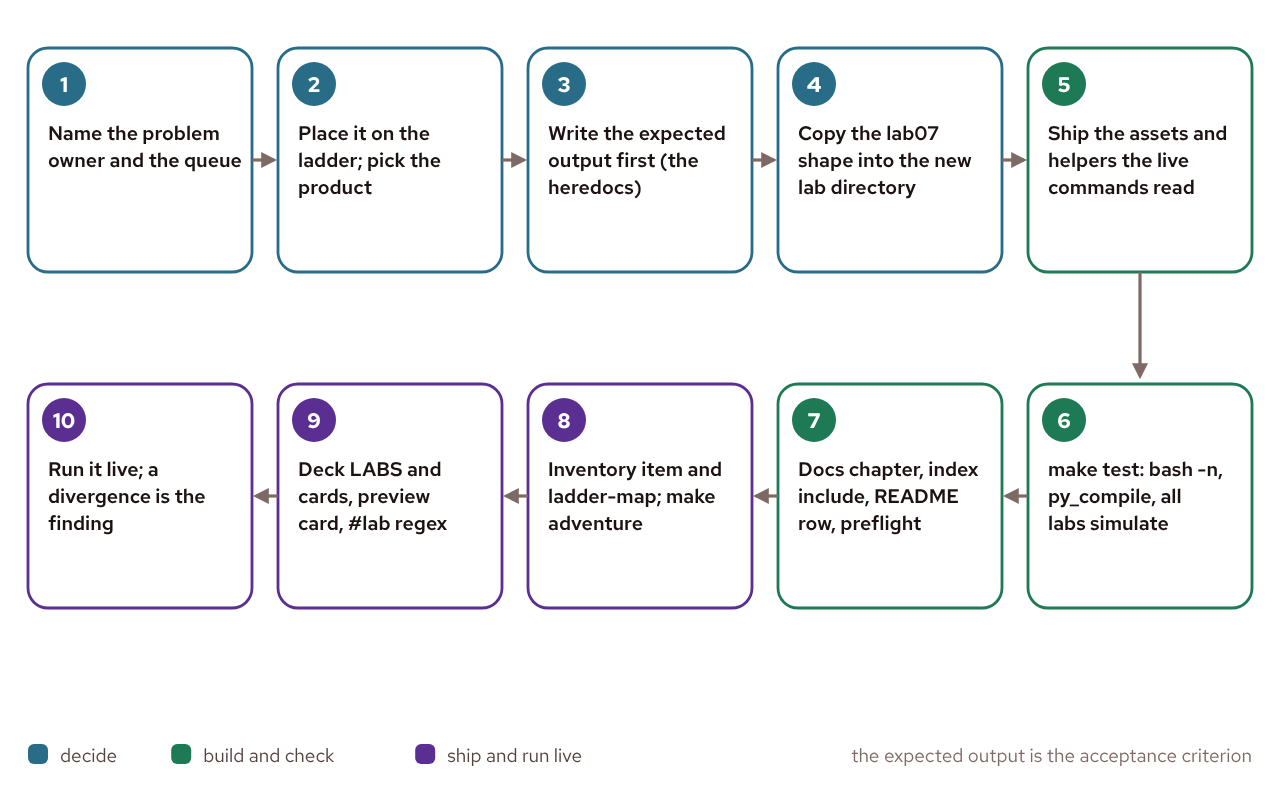 1
Name the problem
owner and the queue
2
Place it on the
ladder; pick the
product
3
Write the expected
output first (the
heredocs)
4
Copy the lab07
shape into the new
lab directory
5
Ship the assets and
helpers the live
commands read
6
make test: bash -n,
py_compile, all
labs simulate
7
Docs chapter, index
include, README
row, preflight
8
Inventory item and
ladder-map; make
adventure
9
Deck LABS and
cards, preview
card, #lab regex
10
Run it live; a
divergence is the
finding
decide
build and check
ship and run live
the expected output is the acceptance criterion